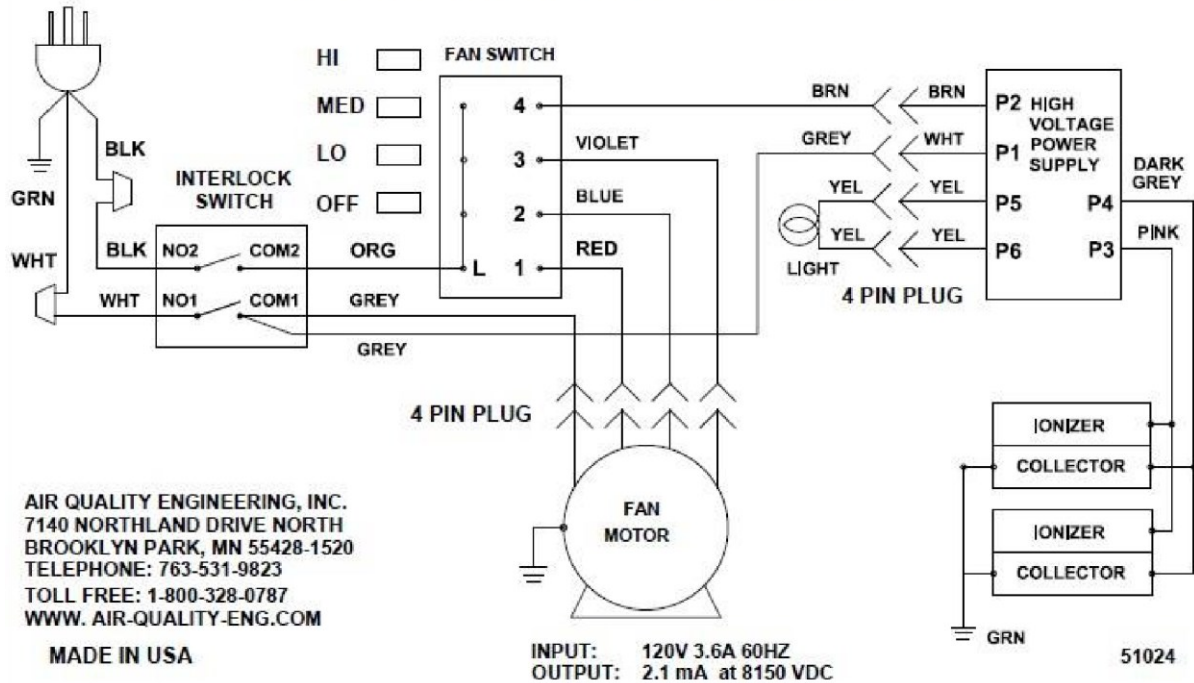 HI
MED
LO
OFF
FAN SWITCH
4
3
2
L 1
BLK
GRN
WHT
INTERLOCK
SWITCH
BLK NO2 COM2 ORG
WHT NO1 COM1 GREY
GREY
VIOLET
BLUE
RED
BRN BRN P2 HIGH
VOLTAGE
GREY WHT P1 POWER
SUPPLY
YEL YEL P5 P4 DARK
GREY
YEL YEL P6 P3 PINK
LIGHT
4 PIN PLUG
4 PIN PLUG
FAN
MOTOR
IONIZER
COLLECTOR
IONIZER
COLLECTOR
GRN
AIR QUALITY ENGINEERING, INC.
7140 NORTHLAND DRIVE NORTH
BROOKLYN PARK, MN 55428-1520
TELEPHONE: 763-531-9823
TOLL FREE: 1-800-328-0787
WWW. AIR-QUALITY-ENG.COM
MADE IN USA
INPUT: 120V 3.6A 60HZ
OUTPUT: 2.1 mA at 8150 VDC
51024